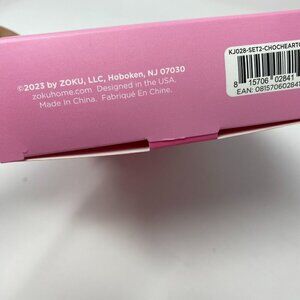 ©2023 by ZOKU, LLC, Hoboken, NJ 07030
zokuhome.com Designed in the USA.
Made In China. Fabriqué En Chine.
KJ028-SET2-CHOCHEART
8 15706 02841
EAN: 081570602841